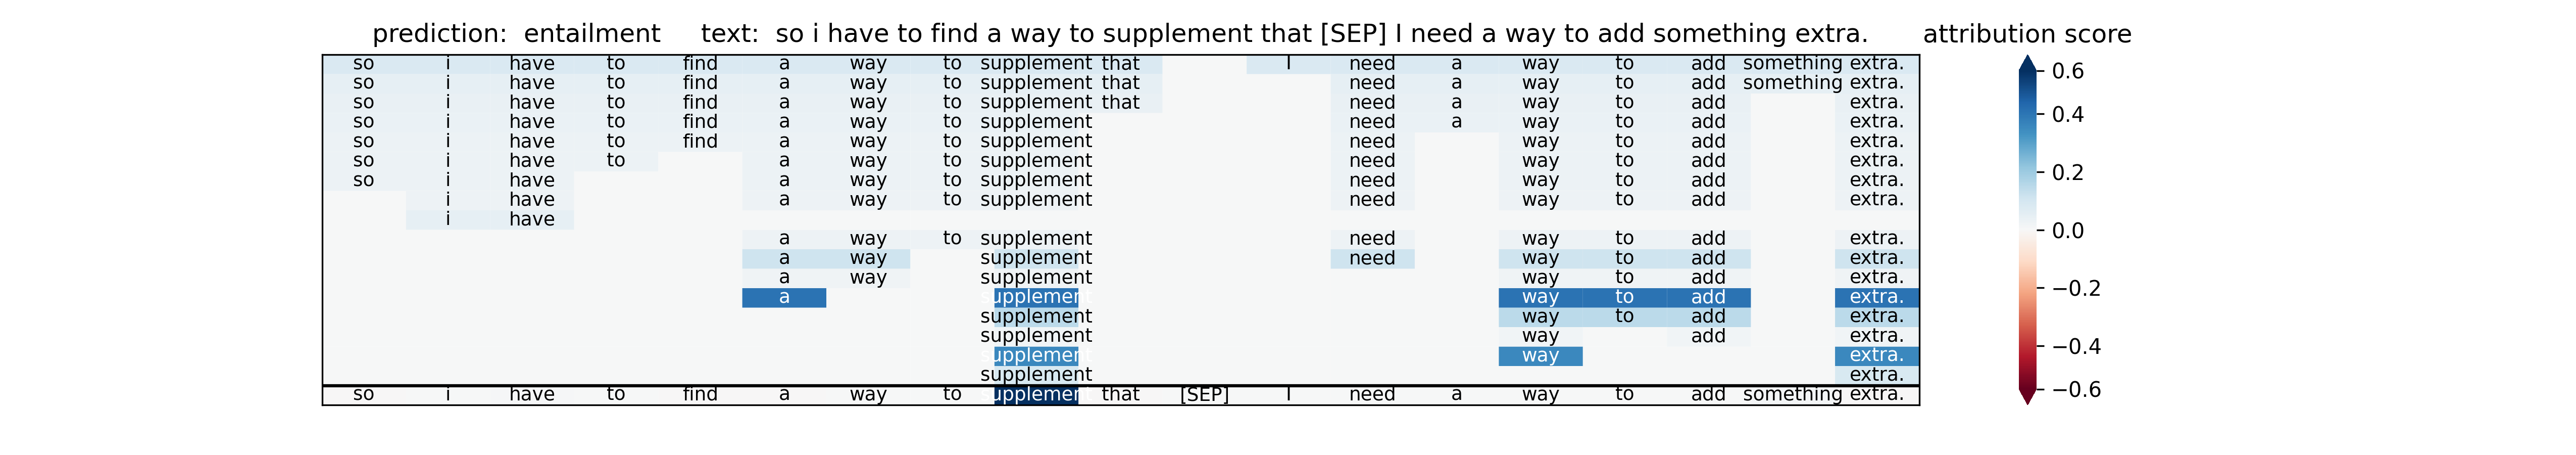 prediction: entailment text: so i have to find a way to supplement that [SEP] I need a way to add something extra. attribution score
so i have to find a way to supplement that I need a way to add something extra. 0.6
so i have to find a way to supplement that need a way to add something extra.
so i have to find a way to supplement that need a way to add extra. 0.4
so i have to find a way to supplement need a way to add extra.
so i have to find a way to supplement need way to add extra.
so i have to a way to supplement need way to add extra. 0.2
so i have a way to supplement need way to add extra.
i have a way to supplement need way to add extra.
i have 0.0
a way to supplement need way to add extra.
a way supplement need way to add extra.
a way supplement way to add extra. −0.2
a supplement way to add extra.
supplement way to add extra.
supplement way add extra. −0.4
supplement way extra.
supplement extra.
so i have to find a way to supplement that [SEP] I need a way to add something extra. −0.6